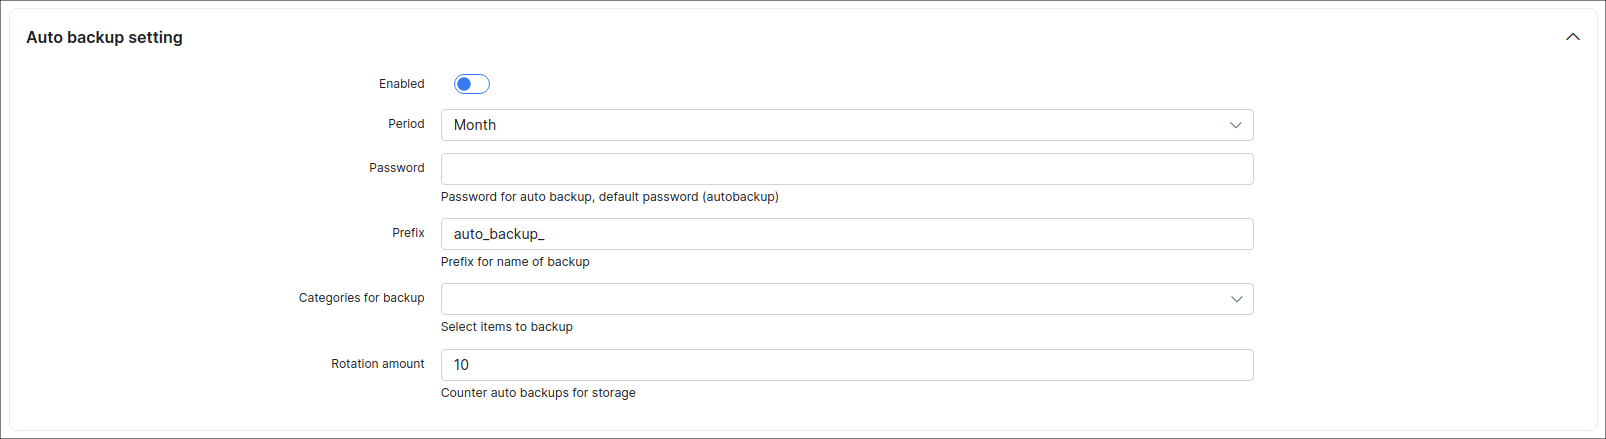 Auto backup setting
Enabled
Period
Month
Password
Password for auto backup, default password (autobackup)
Prefix
auto_backup_
Prefix for name of backup
Categories for backup
Select items to backup
Rotation amount
10
Counter auto backups for storage